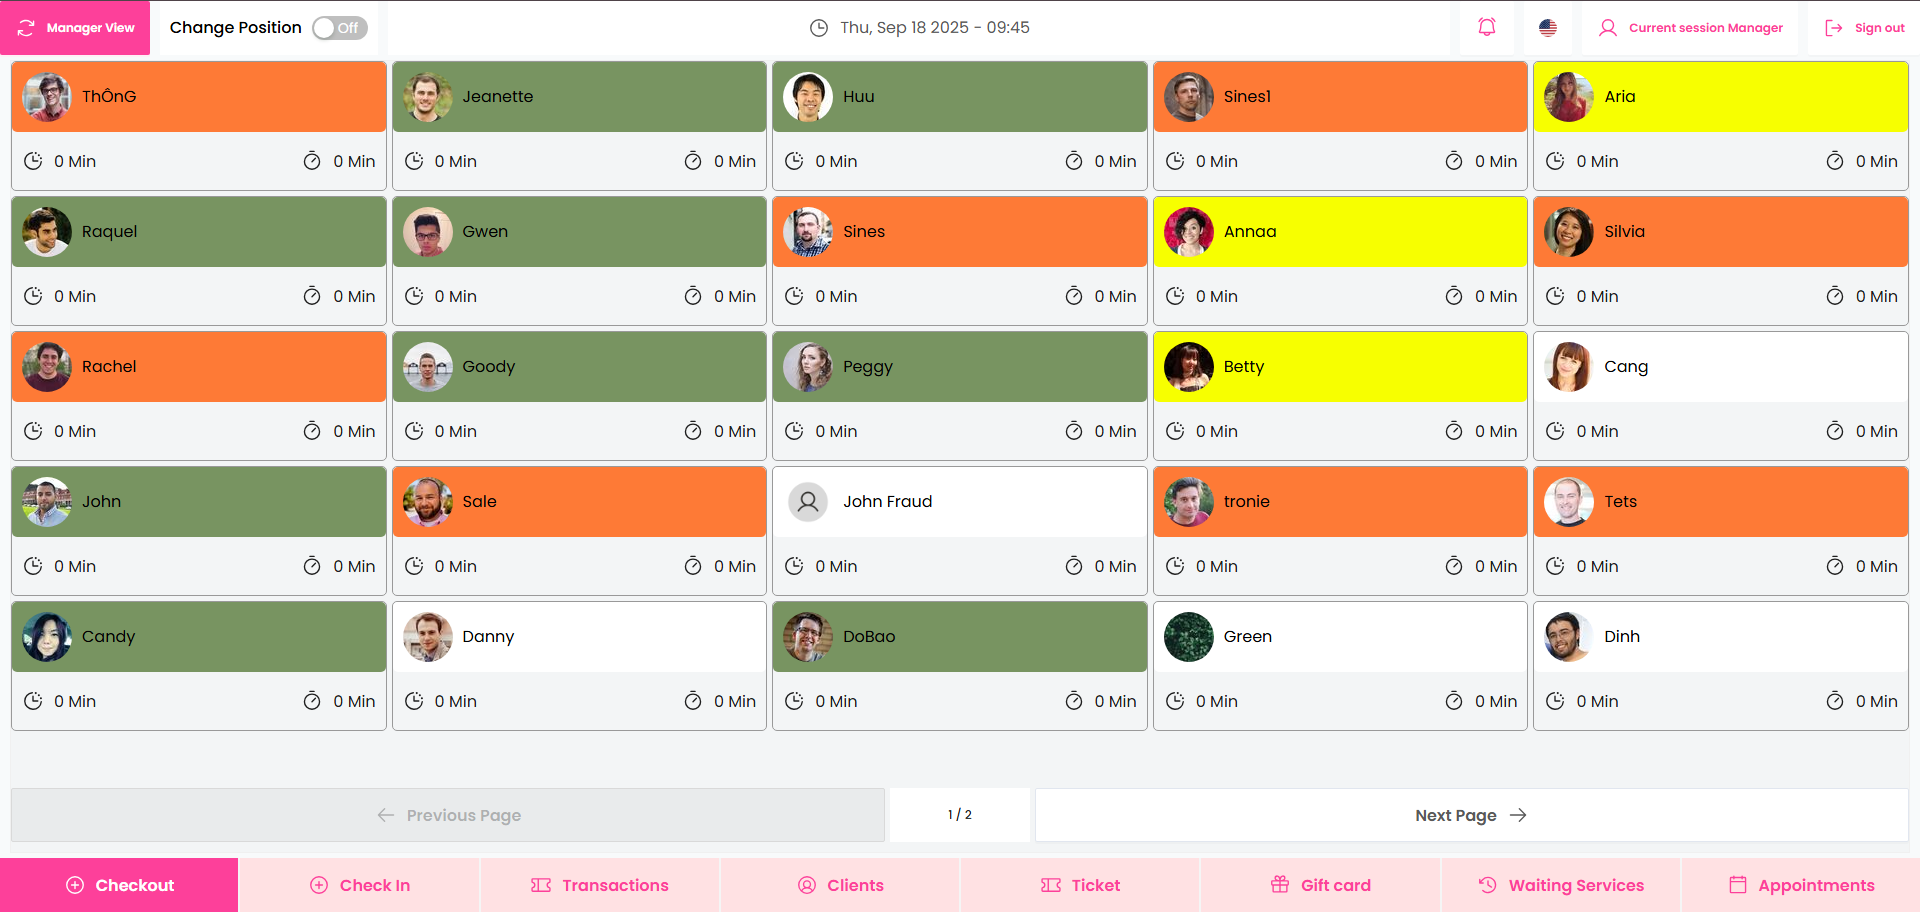 Manager View
Change Position
Off
Thu, Sep 18 2025 - 09:45
Current session Manager
Sign out
ThÔnG
Jeanette
Huu
Sines1
Aria
0 Min 0 Min
0 Min 0 Min
0 Min 0 Min
0 Min 0 Min
0 Min 0 Min
Raquel
Gwen
Sines
Annaa
Silvia
0 Min 0 Min
0 Min 0 Min
0 Min 0 Min
0 Min 0 Min
0 Min 0 Min
Rachel
Goody
Peggy
Betty
Cang
0 Min 0 Min
0 Min 0 Min
0 Min 0 Min
0 Min 0 Min
0 Min 0 Min
John
Sale
John Fraud
tronie
Tets
0 Min 0 Min
0 Min 0 Min
0 Min 0 Min
0 Min 0 Min
0 Min 0 Min
Candy
Danny
DoBao
Green
Dinh
0 Min 0 Min
0 Min 0 Min
0 Min 0 Min
0 Min 0 Min
0 Min 0 Min
Previous Page
1 / 2
Next Page
Checkout
Check In
Transactions
Clients
Ticket
Gift card
Waiting Services
Appointments